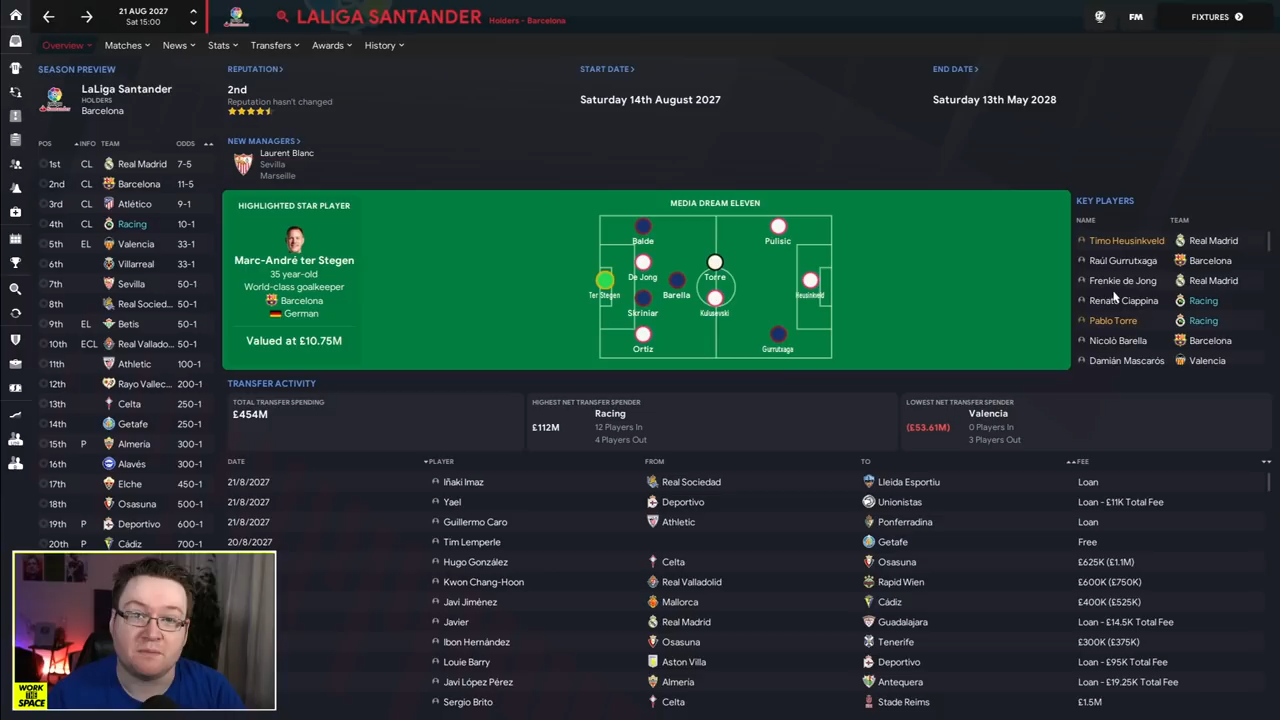 21 AUG 2027
Sat 15:00
LALIGA SANTANDER
Holders - Barcelona
FM
FIXTURES
Overview
Matches
News
Stats
Transfers
Awards
History
SEASON PREVIEW
LaLiga Santander
HOLDERS
Barcelona
REPUTATION
2nd
Reputation hasn't changed
START DATE
Saturday 14th August 2027
END DATE
Saturday 13th May 2028
NEW MANAGERS
Laurent Blanc
Sevilla
Marseille
POS INFO TEAM ODDS
1st CL Real Madrid 7-5
2nd CL Barcelona 11-5
3rd CL Atlético 9-1
4th CL Racing 10-1
5th EL Valencia 33-1
6th Villarreal 33-1
7th Sevilla 50-1
8th Real Socied... 50-1
9th EL Betis 50-1
10th ECL Real Vallado... 50-1
11th Athletic 100-1
12th Rayo Vallec... 200-1
13th Celta 250-1
14th Getafe 250-1
15th P Almería 300-1
16th Alavés 300-1
17th Elche 450-1
18th Osasuna 500-1
19th P Deportivo 600-1
20th P Cádiz 700-1
HIGHLIGHTED STAR PLAYER
Marc-André ter Stegen
35 year-old
World-class goalkeeper
Barcelona
German
Valued at £10.75M
MEDIA DREAM ELEVEN
Balde
Pulisic
De Jong
Torre
Ter Stegen
Barella
Heusinkveld
Skriniar
Kulusevski
Ortiz
Gurrutxaga
KEY PLAYERS
NAME TEAM
Timo Heusinkveld Real Madrid
Raúl Gurrutxaga Barcelona
Frenkie de Jong Real Madrid
Renato Ciappina Racing
Pablo Torre Racing
Nicolò Barella Barcelona
Damián Mascarós Valencia
TRANSFER ACTIVITY
TOTAL TRANSFER SPENDING
£454M
HIGHEST NET TRANSFER SPENDER
Racing
£112M
12 Players In
4 Players Out
LOWEST NET TRANSFER SPENDER
Valencia
(£53.61M)
0 Players In
3 Players Out
DATE PLAYER FROM TO FEE
21/8/2027 Iñaki Imaz Real Sociedad Lleida Esportiu Loan
21/8/2027 Yael Deportivo Unionistas Loan - £11K Total Fee
21/8/2027 Guillermo Caro Athletic Ponferradina Loan
20/8/2027 Tim Lemperle Getafe Free
Hugo González Celta Osasuna £625K (£1.1M)
Kwon Chang-Hoon Real Valladolid Rapid Wien £600K (£750K)
Javi Jiménez Mallorca Cádiz £400K (£525K)
Javier Real Madrid Guadalajara Loan - £14.5K Total Fee
Ibon Hernández Osasuna Tenerife £300K (£375K)
Louie Barry Aston Villa Deportivo Loan - £95K Total Fee
Javi López Pérez Almería Antequera Loan - £19.25K Total Fee
Sergio Brito Celta Stade Reims £1.5M
WORK
THE
SPACE